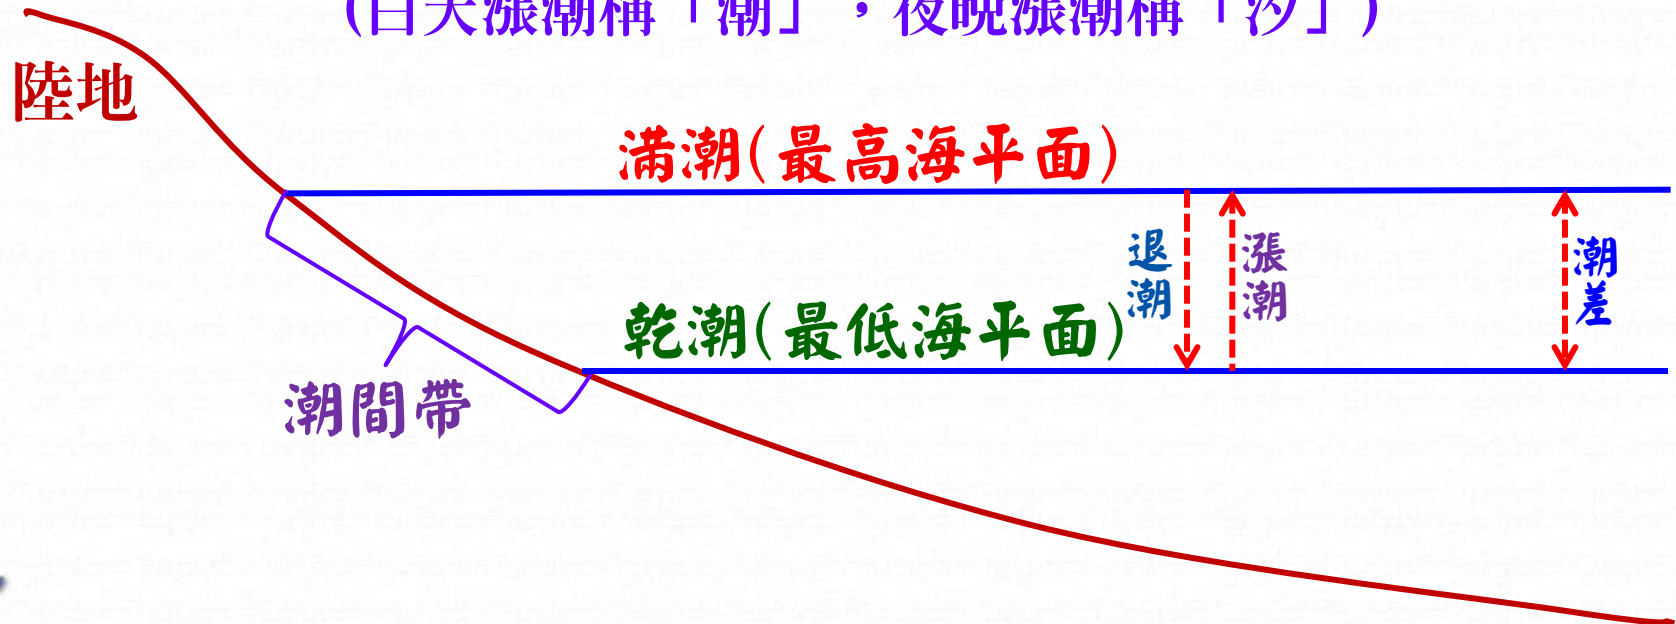 (白天漲潮稱「潮」，夜晚漲潮稱「汐」)
陸地
滿潮(最高海平面)
退潮
漲潮
潮差
乾潮(最低海平面)
潮間帶